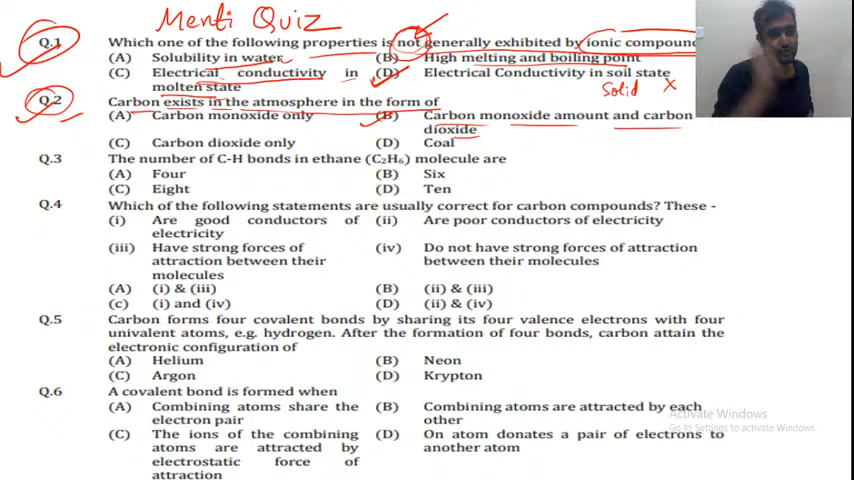 Menti Quiz
Q.1 Which one of the following properties is not generally exhibited by ionic compoun
(A) Solubility in water (B) High melting and boiling point
(C) Electrical conductivity in (D) Electrical Conductivity in soil state
molten state
Solid X
Q.2 Carbon exists in the atmosphere in the form of
(A) Carbon monoxide only (B) Carbon monoxide amount and carbon
dioxide
(C) Carbon dioxide only (D) Coal
Q.3 The number of C-H bonds in ethane (C₂H₆) molecule are
(A) Four (B) Six
(C) Eight (D) Ten
Q.4 Which of the following statements are usually correct for carbon compounds? These -
(i) Are good conductors of (ii) Are poor conductors of electricity
electricity
(iii) Have strong forces of (iv) Do not have strong forces of attraction
attraction between their between their molecules
molecules
(A) (i) & (iii) (B) (ii) & (iii)
(c) (i) and (iv) (D) (ii) & (iv)
Q.5 Carbon forms four covalent bonds by sharing its four valence electrons with four
univalent atoms, e.g. hydrogen. After the formation of four bonds, carbon attain the
electronic configuration of
(A) Helium (B) Neon
(C) Argon (D) Krypton
Q.6 A covalent bond is formed when
(A) Combining atoms share the (B) Combining atoms are attracted by each
electron pair other
(C) The ions of the combining (D) On atom donates a pair of electrons to
atoms are attracted by another atom
electrostatic force of
attraction
Activate Windows
Go to Settings to activate Windows.